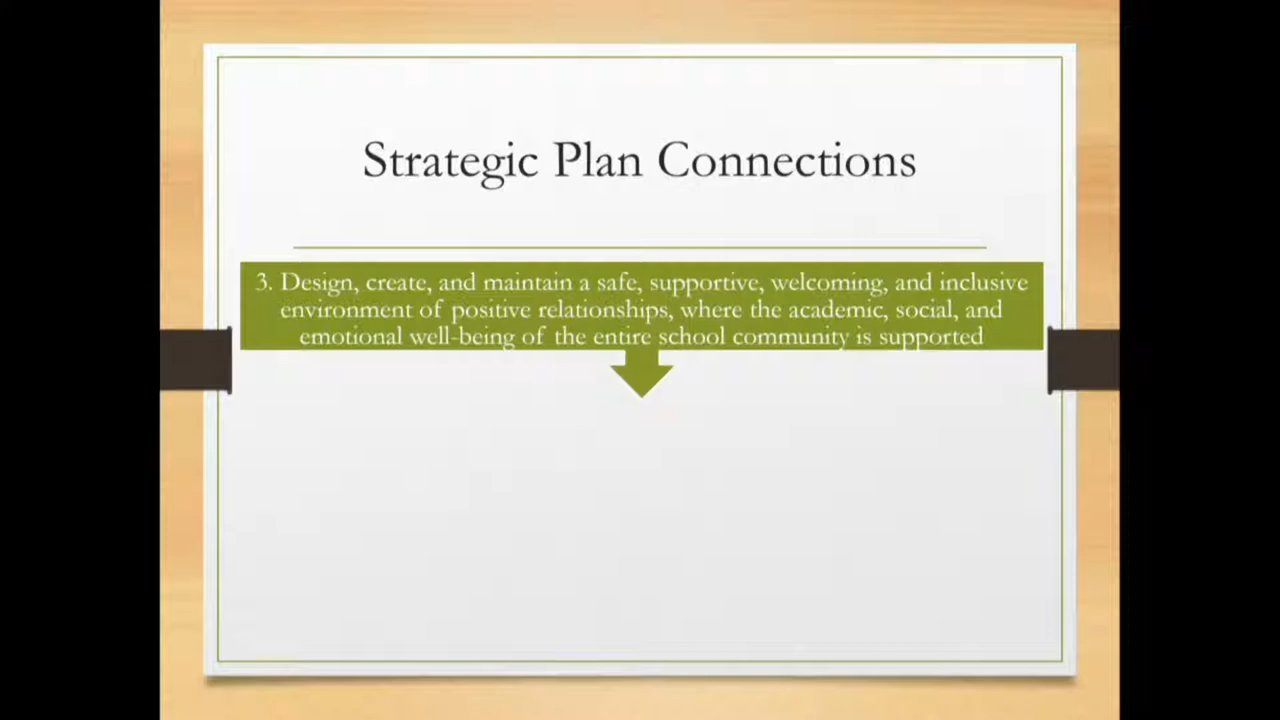 Strategic Plan Connections
3. Design, create, and maintain a safe, supportive, welcoming, and inclusive
environment of positive relationships, where the academic, social, and
emotional well-being of the entire school community is supported